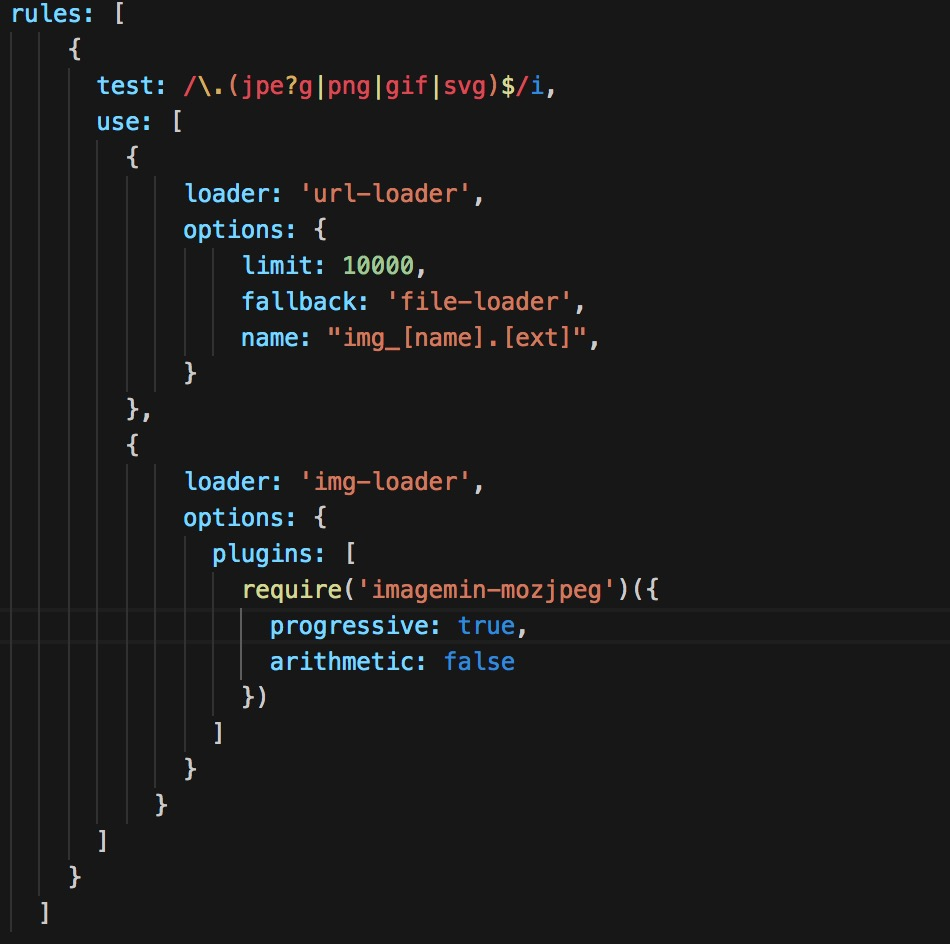 rules: [
    {
      test: /\.(jpe?g|png|gif|svg)$/i,
      use: [
        {
            loader: 'url-loader',
            options: {
                limit: 10000,
                fallback: 'file-loader',
                name: "img_[name].[ext]",
            }
        },
        {
            loader: 'img-loader',
            options: {
              plugins: [
                require('imagemin-mozjpeg')({
                  progressive: true,
                  arithmetic: false
                })
              ]
            }
          }
      ]
    }
  ]